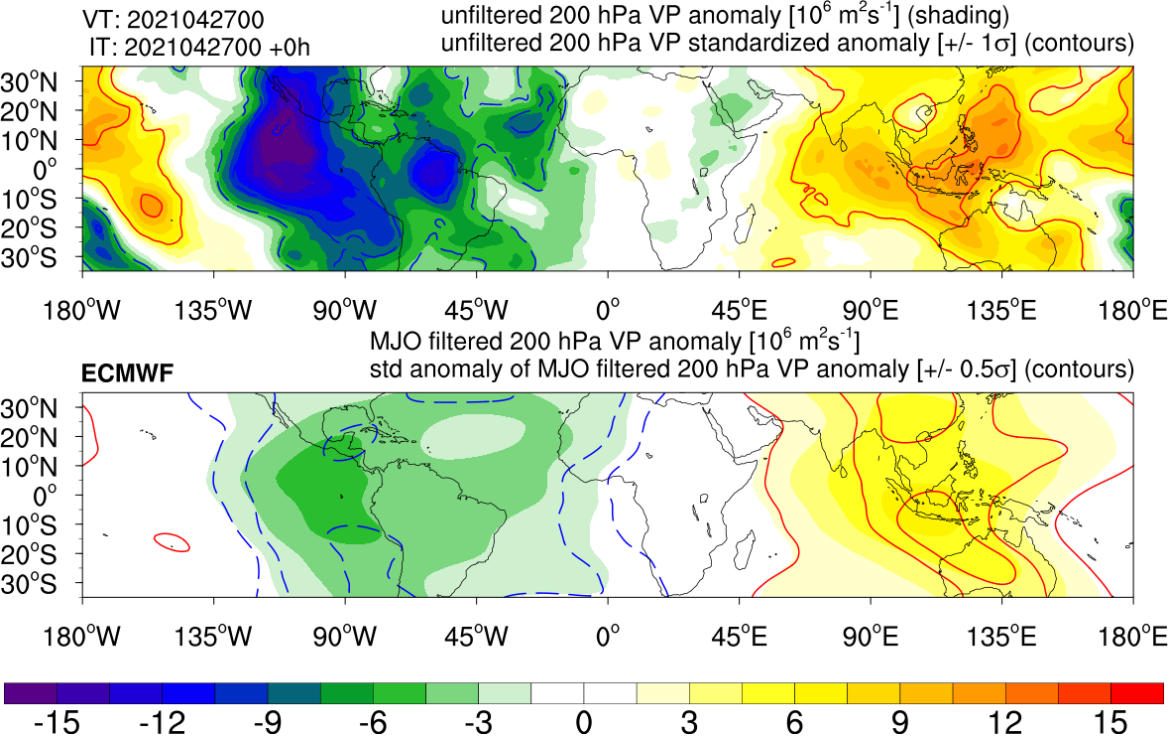 VT: 2021042700 unfiltered 200 hPa VP anomaly [10⁶ m²s⁻¹] (shading)
IT: 2021042700 +0h unfiltered 200 hPa VP standardized anomaly [+/- 1σ] (contours)
30°N
20°N
10°N
0°
10°S
20°S
30°S
180°W 135°W 90°W 45°W 0° 45°E 90°E 135°E 180°E
MJO filtered 200 hPa VP anomaly [10⁶ m²s⁻¹]
ECMWF std anomaly of MJO filtered 200 hPa VP anomaly [+/- 0.5σ] (contours)
30°N
20°N
10°N
0°
10°S
20°S
30°S
180°W 135°W 90°W 45°W 0° 45°E 90°E 135°E 180°E
-15 -12 -9 -6 -3 0 3 6 9 12 15